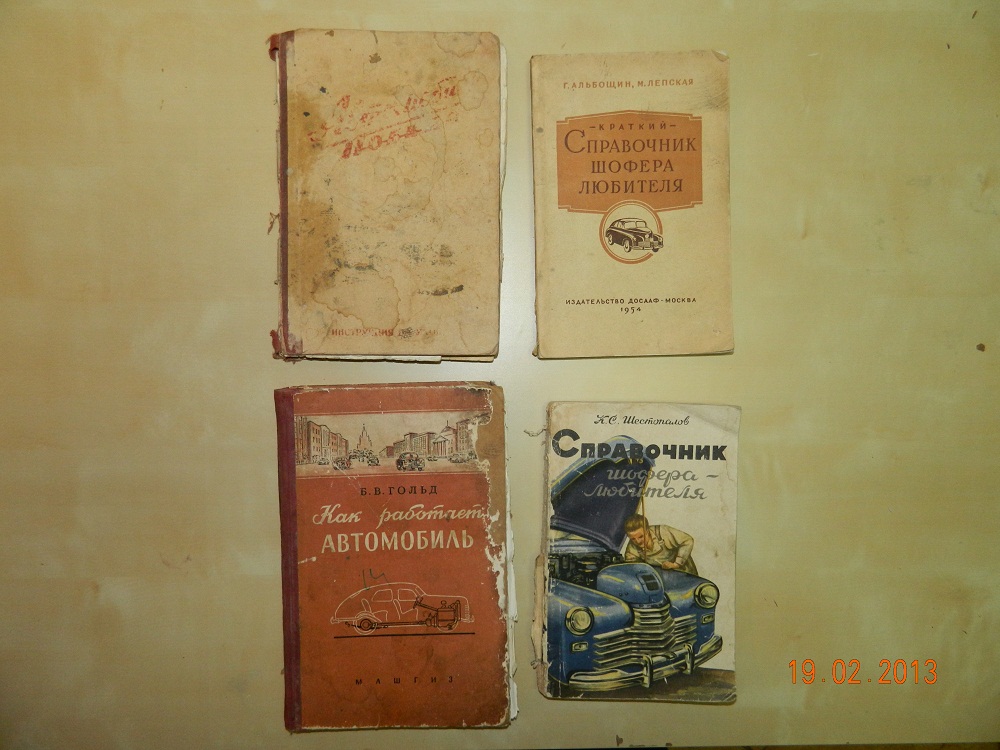 ИНСТРУКЦИЯ
Г. АЛЬБОЩИН, М. ЛЕПСКАЯ
– КРАТКИЙ –
СПРАВОЧНИК
ШОФЕРА
ЛЮБИТЕЛЯ
ИЗДАТЕЛЬСТВО ДОСААФ - МОСКВА
1954
Б. В. ГОЛЬД
Как работает
АВТОМОБИЛЬ
МАШГИЗ
К.С. Шестопалов
СПРАВОЧНИК
шофера –
любителя
19.02.2013